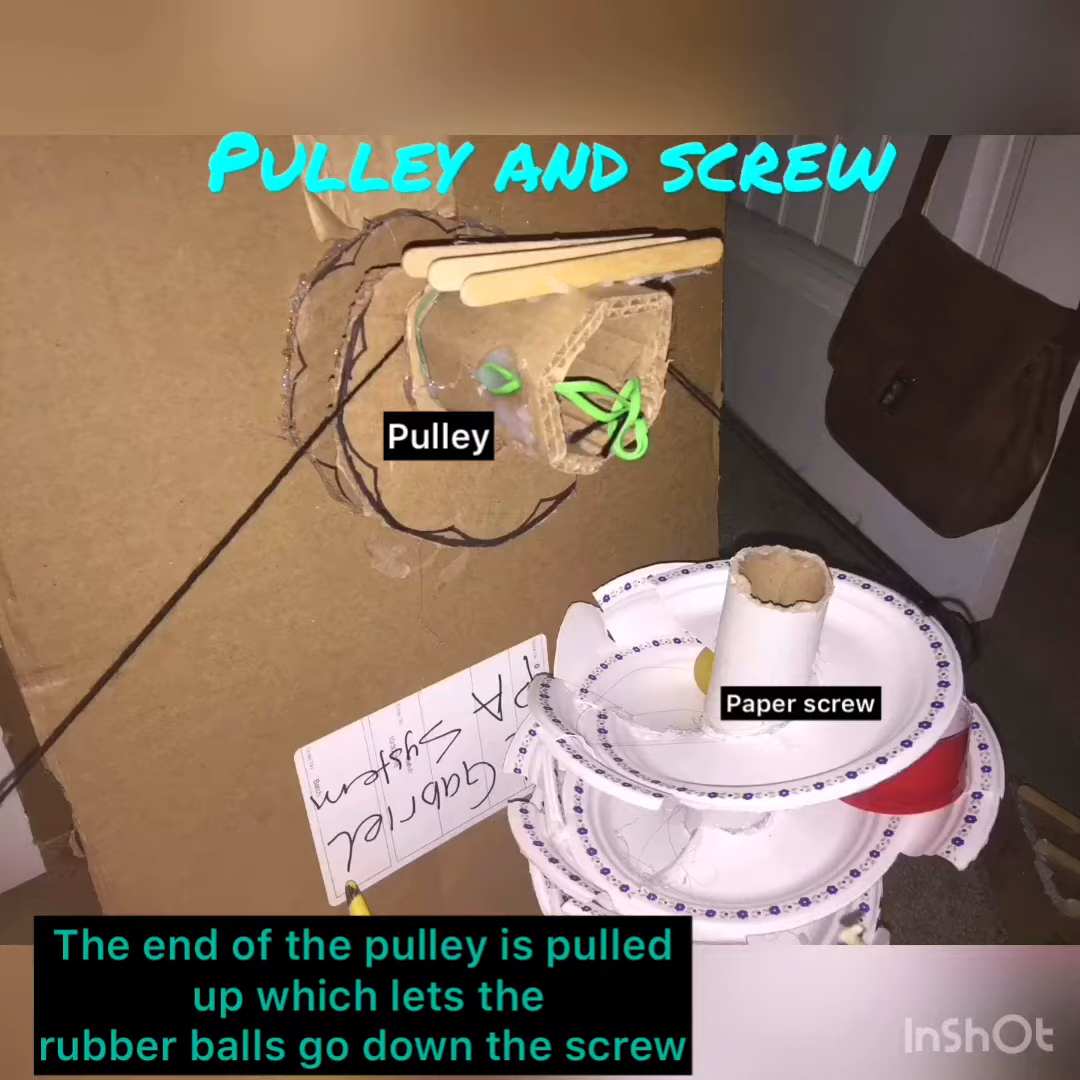 PULLEY AND SCREW
Pulley
Paper screw
PA
System
Gabriel
The end of the pulley is pulled
up which lets the
rubber balls go down the screw
InShOt